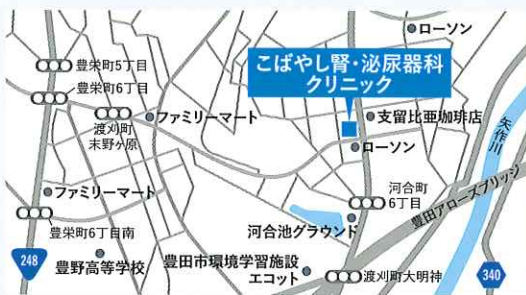 ローソン
こばやし腎・泌尿器科
クリニック
豊栄町5丁目
豊栄町6丁目
ファミリーマート
渡刈町
末野ヶ原
支留比亜珈琲店
ローソン
矢作川
ファミリーマート
河合町
6丁目
豊田アローズブリッジ
豊栄町6丁目南
河合池グラウンド
248
豊野高等学校
豊田市環境学習施設
エコット
渡刈町大明神
340